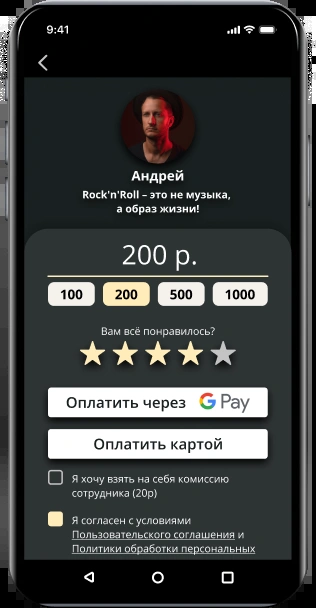 9:41
Андрей
Rock'n'Roll – это не музыка,
а образ жизни!
200 р.
100 200 500 1000
Вам всё понравилось?
Оплатить через G Pay
Оплатить картой
Я хочу взять на себя комиссию
сотрудника (20р)
Я согласен с условиями
Пользовательского соглашения и
Политики обработки персональных